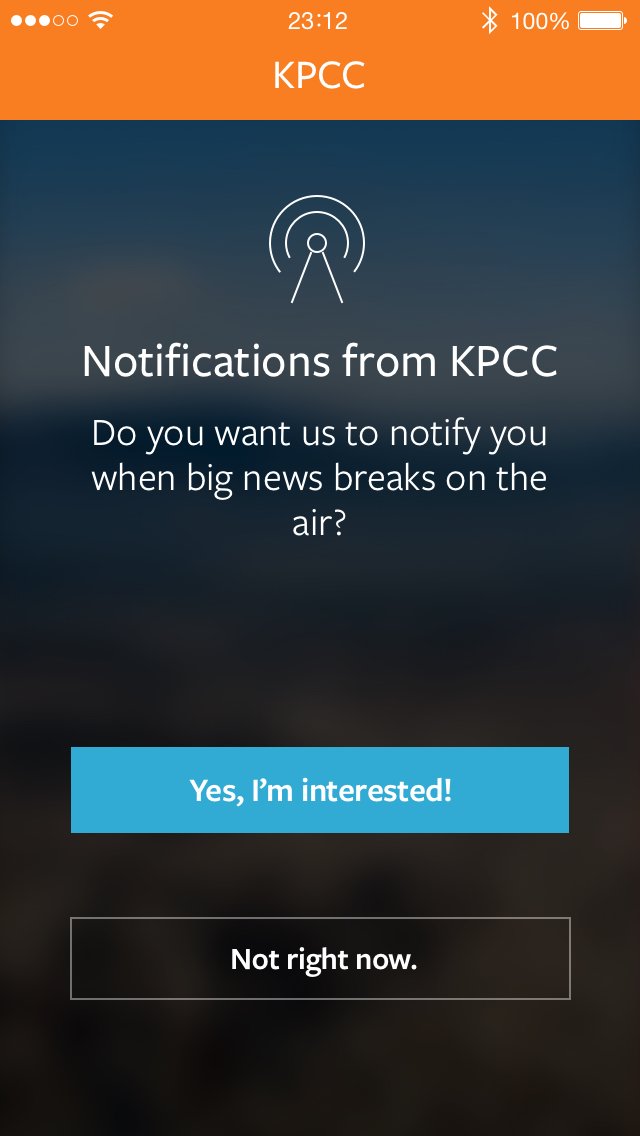 23:12
100%
KPCC
Notifications from KPCC
Do you want us to notify you
when big news breaks on the
air?
Yes, I’m interested!
Not right now.